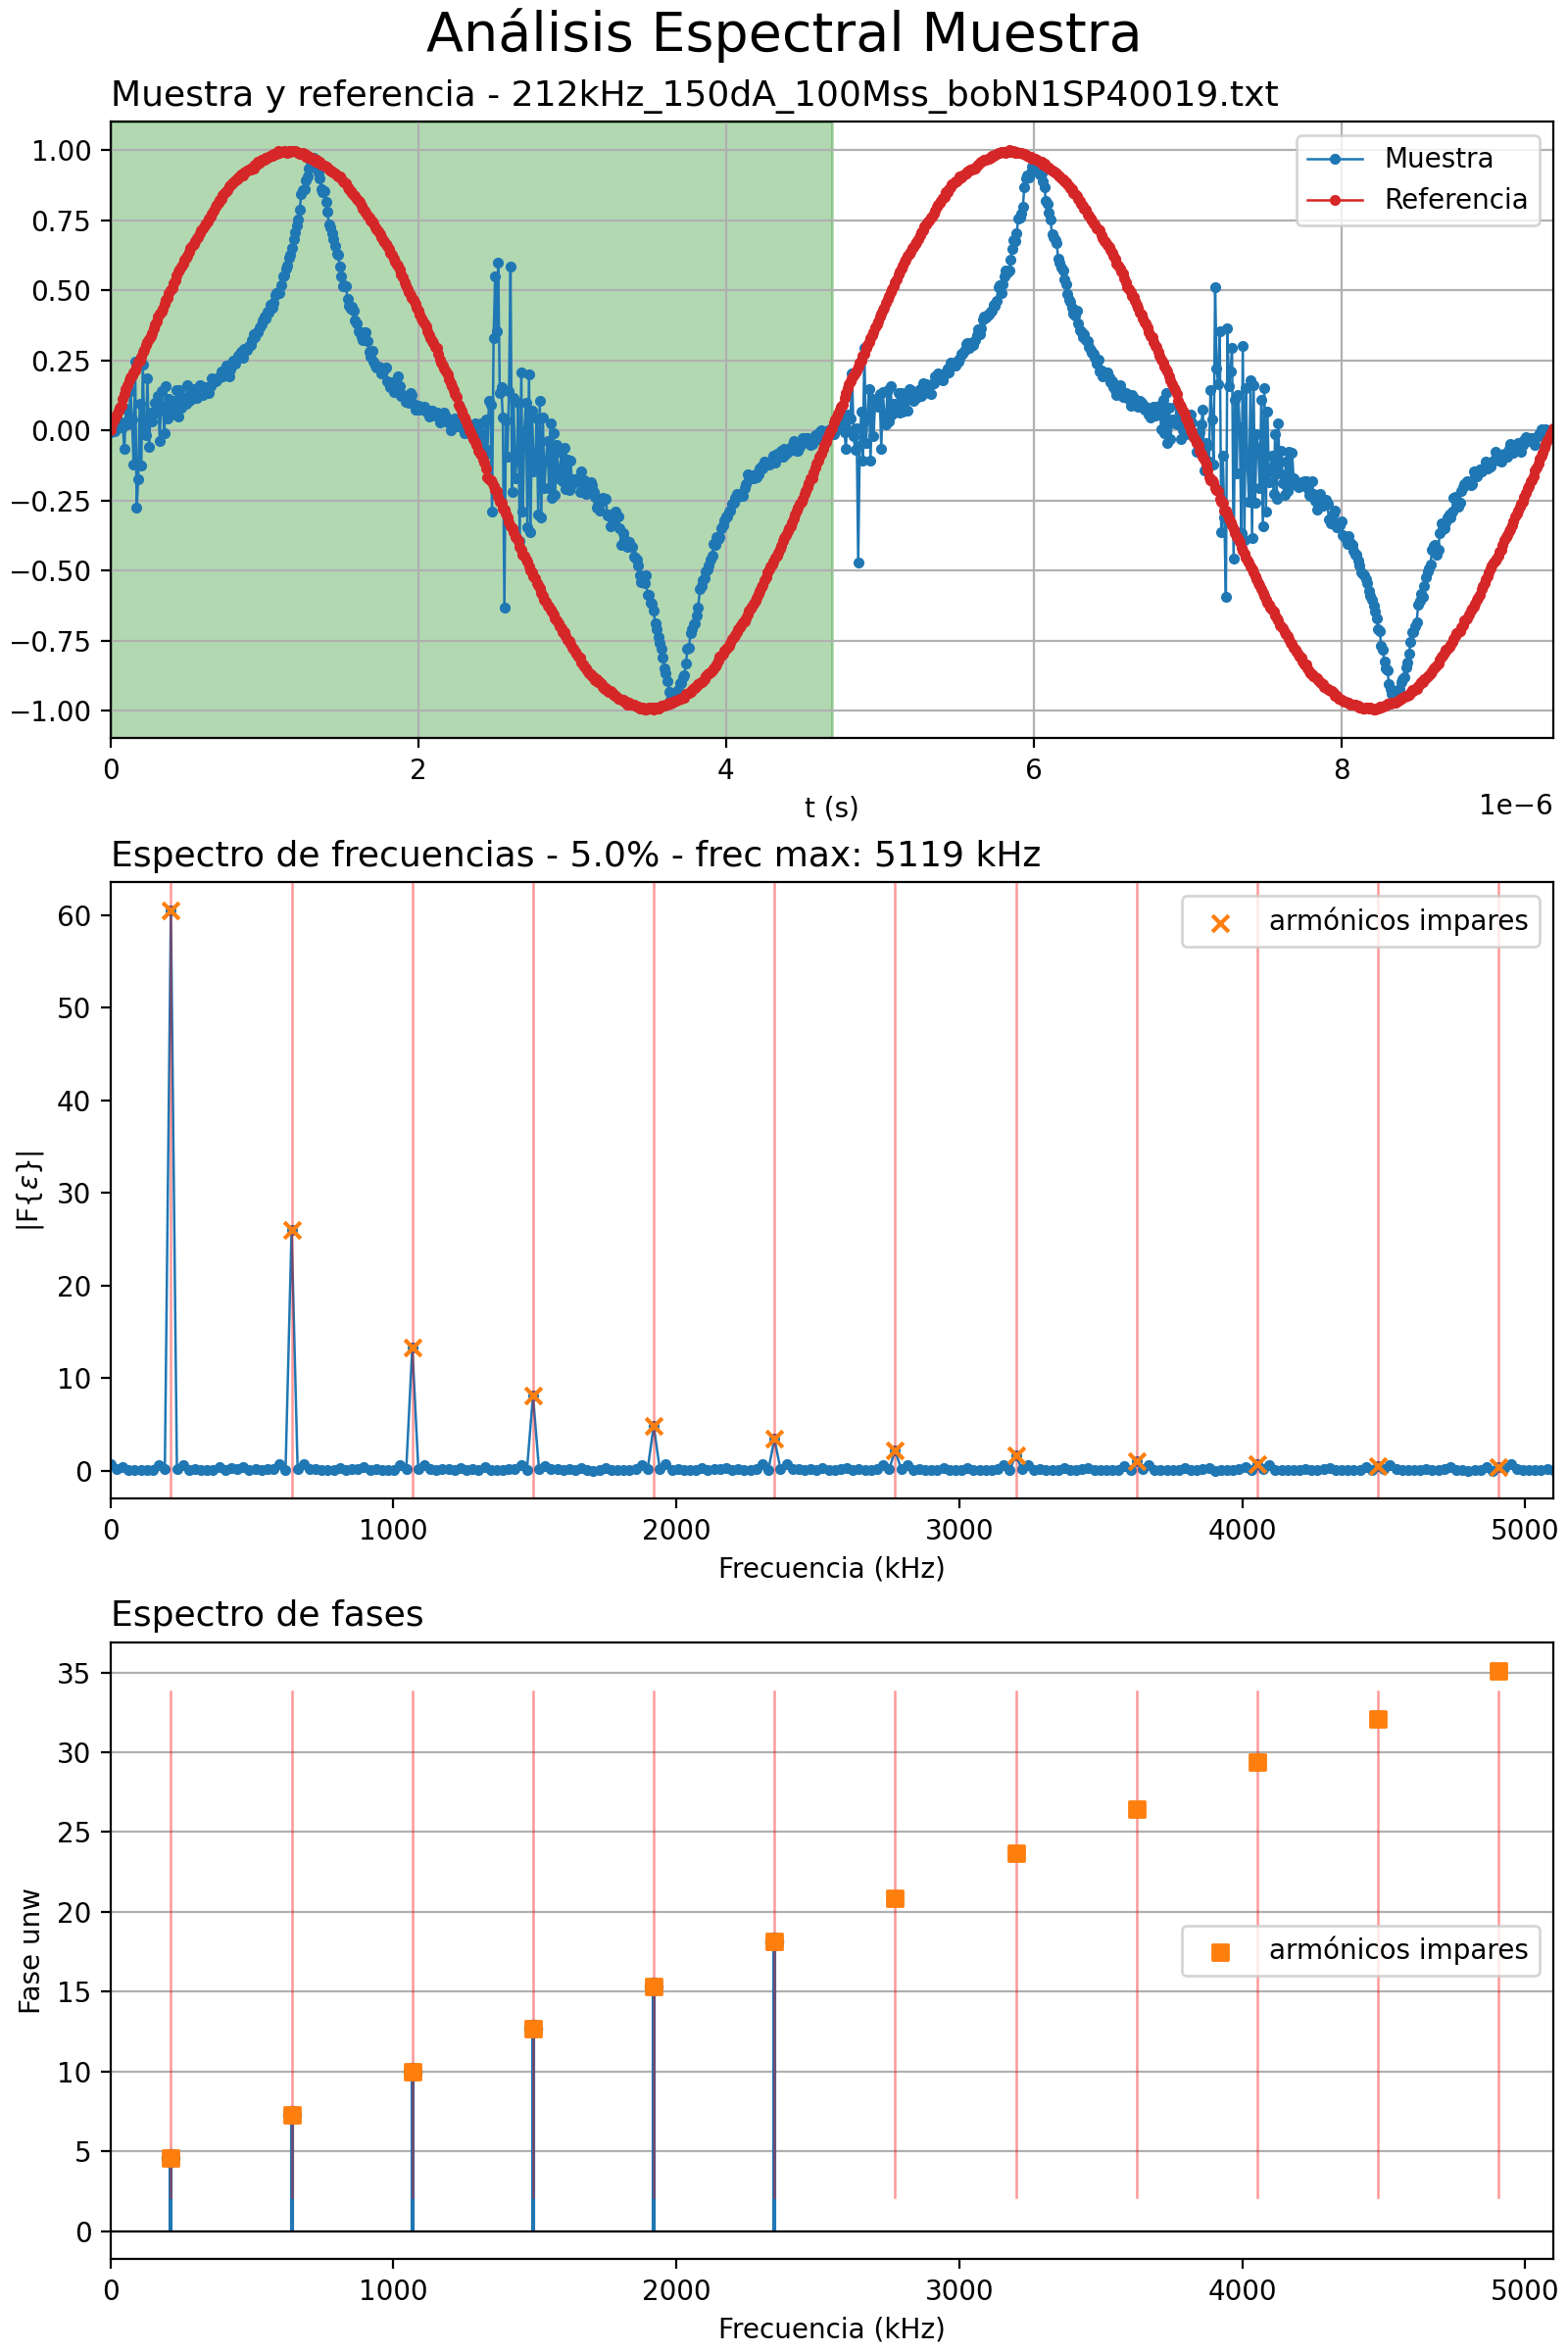 Análisis Espectral Muestra
Muestra y referencia - 212kHz_150dA_100Mss_bobN1SP40019.txt
1.00
0.75
0.50
0.25
0.00
−0.25
−0.50
−0.75
−1.00
Muestra
Referencia
0 2 4 6 8
t (s)
1e−6
Espectro de frecuencias - 5.0% - frec max: 5119 kHz
|F{ε}|
60
50
40
30
20
10
0
armónicos impares
0 1000 2000 3000 4000 5000
Frecuencia (kHz)
Espectro de fases
Fase unw
35
30
25
20
15
10
5
0
armónicos impares
0 1000 2000 3000 4000 5000
Frecuencia (kHz)